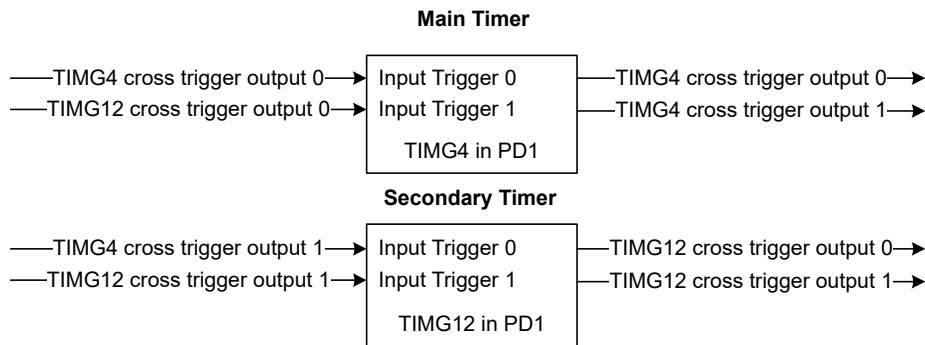 Main Timer
TIMG4 cross trigger output 0 Input Trigger 0 TIMG4 cross trigger output 0
TIMG12 cross trigger output 0 Input Trigger 1 TIMG4 cross trigger output 1
TIMG4 in PD1
Secondary Timer
TIMG4 cross trigger output 1 Input Trigger 0 TIMG12 cross trigger output 0
TIMG12 cross trigger output 1 Input Trigger 1 TIMG12 cross trigger output 1
TIMG12 in PD1